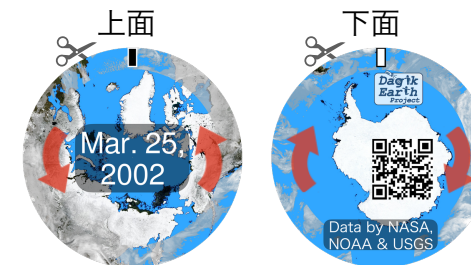 上面
下面
Mar. 25,
2002
Dagik
Earth
Project
Data by NASA,
NOAA & USGS